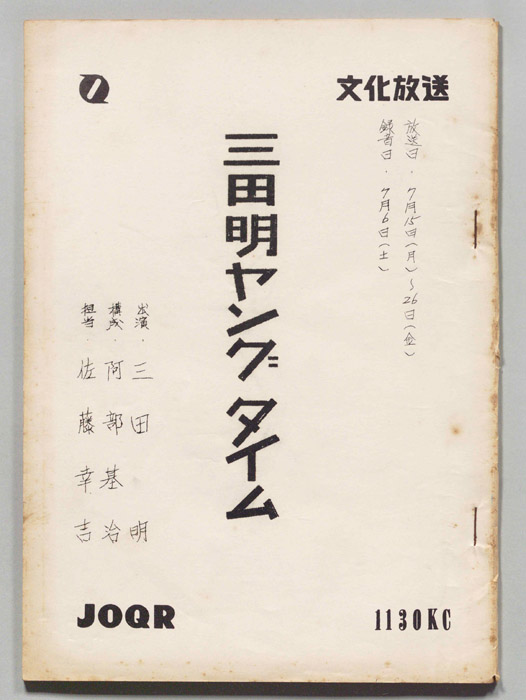 文化放送
放送日・7月15日(月)〜26日(金)
録音日・7月6日(土)
三田明ヤングタイム
出演・三田明
構成・阿部基治
担当・佐藤幸吉
JOQR
1130KC